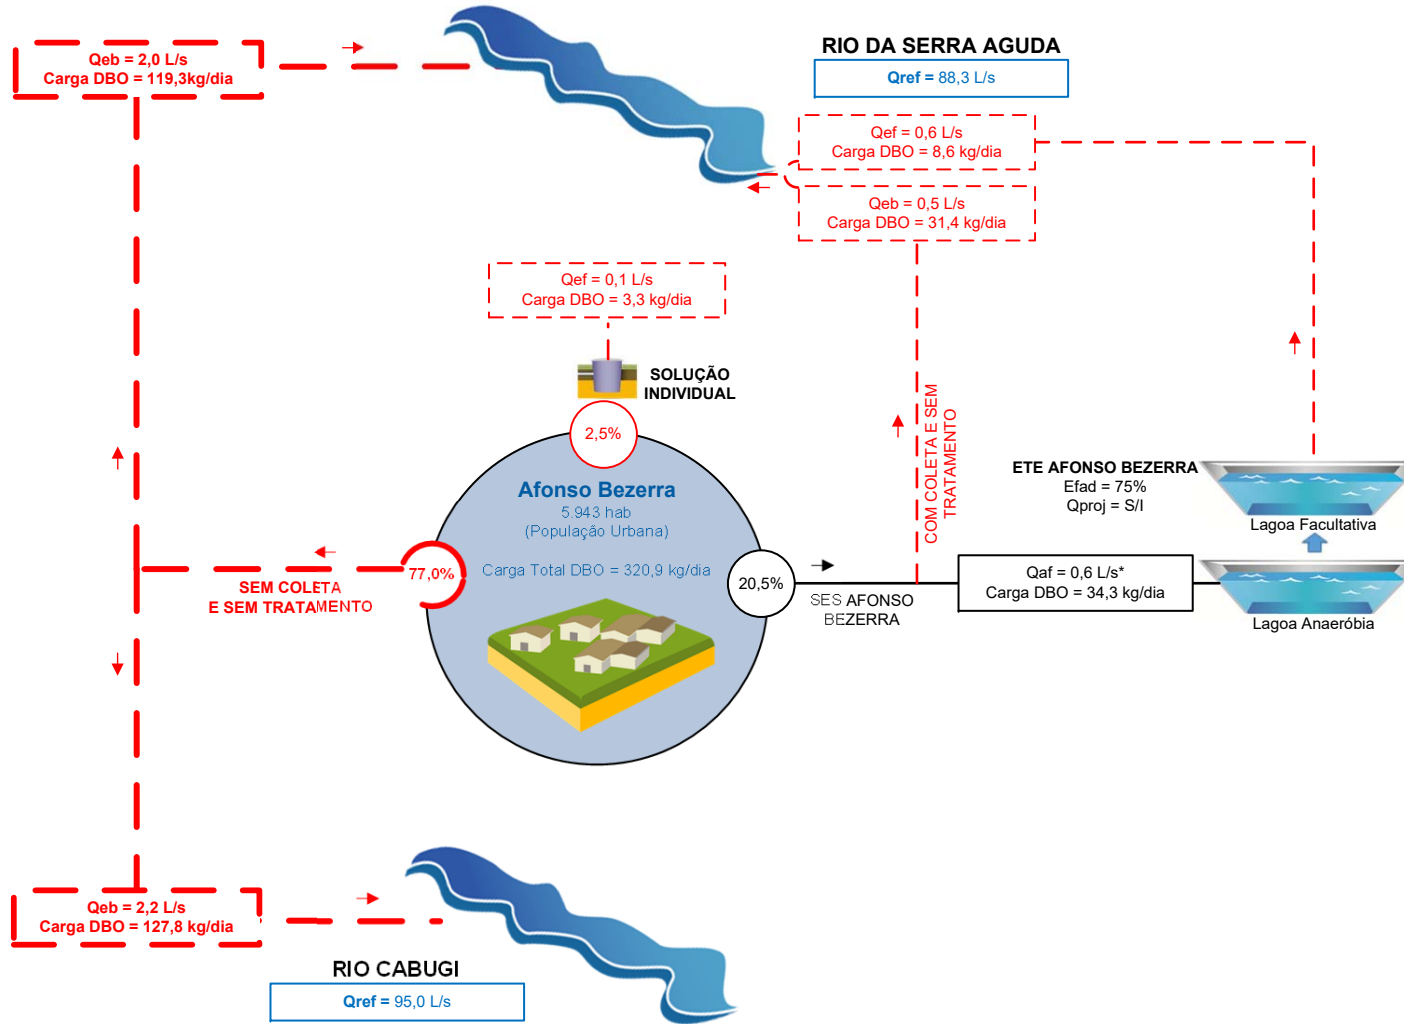 Qeb = 2,0 L/s
Carga DBO = 119,3kg/dia
RIO DA SERRA AGUDA
Qref = 88,3 L/s
Qef = 0,6 L/s
Carga DBO = 8,6 kg/dia
Qeb = 0,5 L/s
Carga DBO = 31,4 kg/dia
Qef = 0,1 L/s
Carga DBO = 3,3 kg/dia
SOLUÇÃO
INDIVIDUAL
2,5%
Afonso Bezerra
5.943 hab
(População Urbana)
Carga Total DBO = 320,9 kg/dia
77,0%
SEM COLETA
E SEM TRATAMENTO
20,5%
SES AFONSO
BEZERRA
COM COLETA E SEM
TRATAMENTO
Qaf = 0,6 L/s*
Carga DBO = 34,3 kg/dia
ETE AFONSO BEZERRA
Efad = 75%
Qproj = S/I
Lagoa Facultativa
Lagoa Anaeróbia
Qeb = 2,2 L/s
Carga DBO = 127,8 kg/dia
RIO CABUGI
Qref = 95,0 L/s